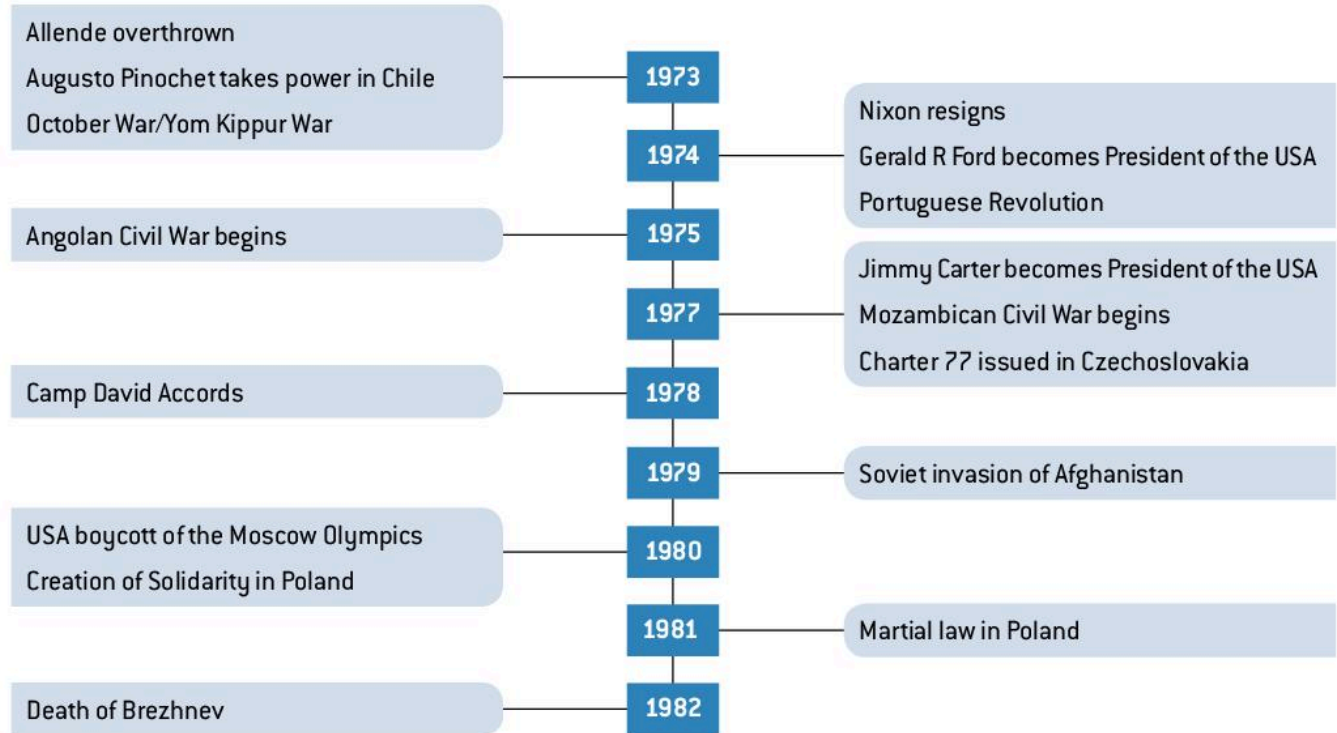 Allende overthrown
Augusto Pinochet takes power in Chile
October War/Yom Kippur War
1973
1974
Nixon resigns
Gerald R Ford becomes President of the USA
Portuguese Revolution
Angolan Civil War begins
1975
1977
Jimmy Carter becomes President of the USA
Mozambican Civil War begins
Charter 77 issued in Czechoslovakia
Camp David Accords
1978
1979
Soviet invasion of Afghanistan
USA boycott of the Moscow Olympics
Creation of Solidarity in Poland
1980
1981
Martial law in Poland
Death of Brezhnev
1982